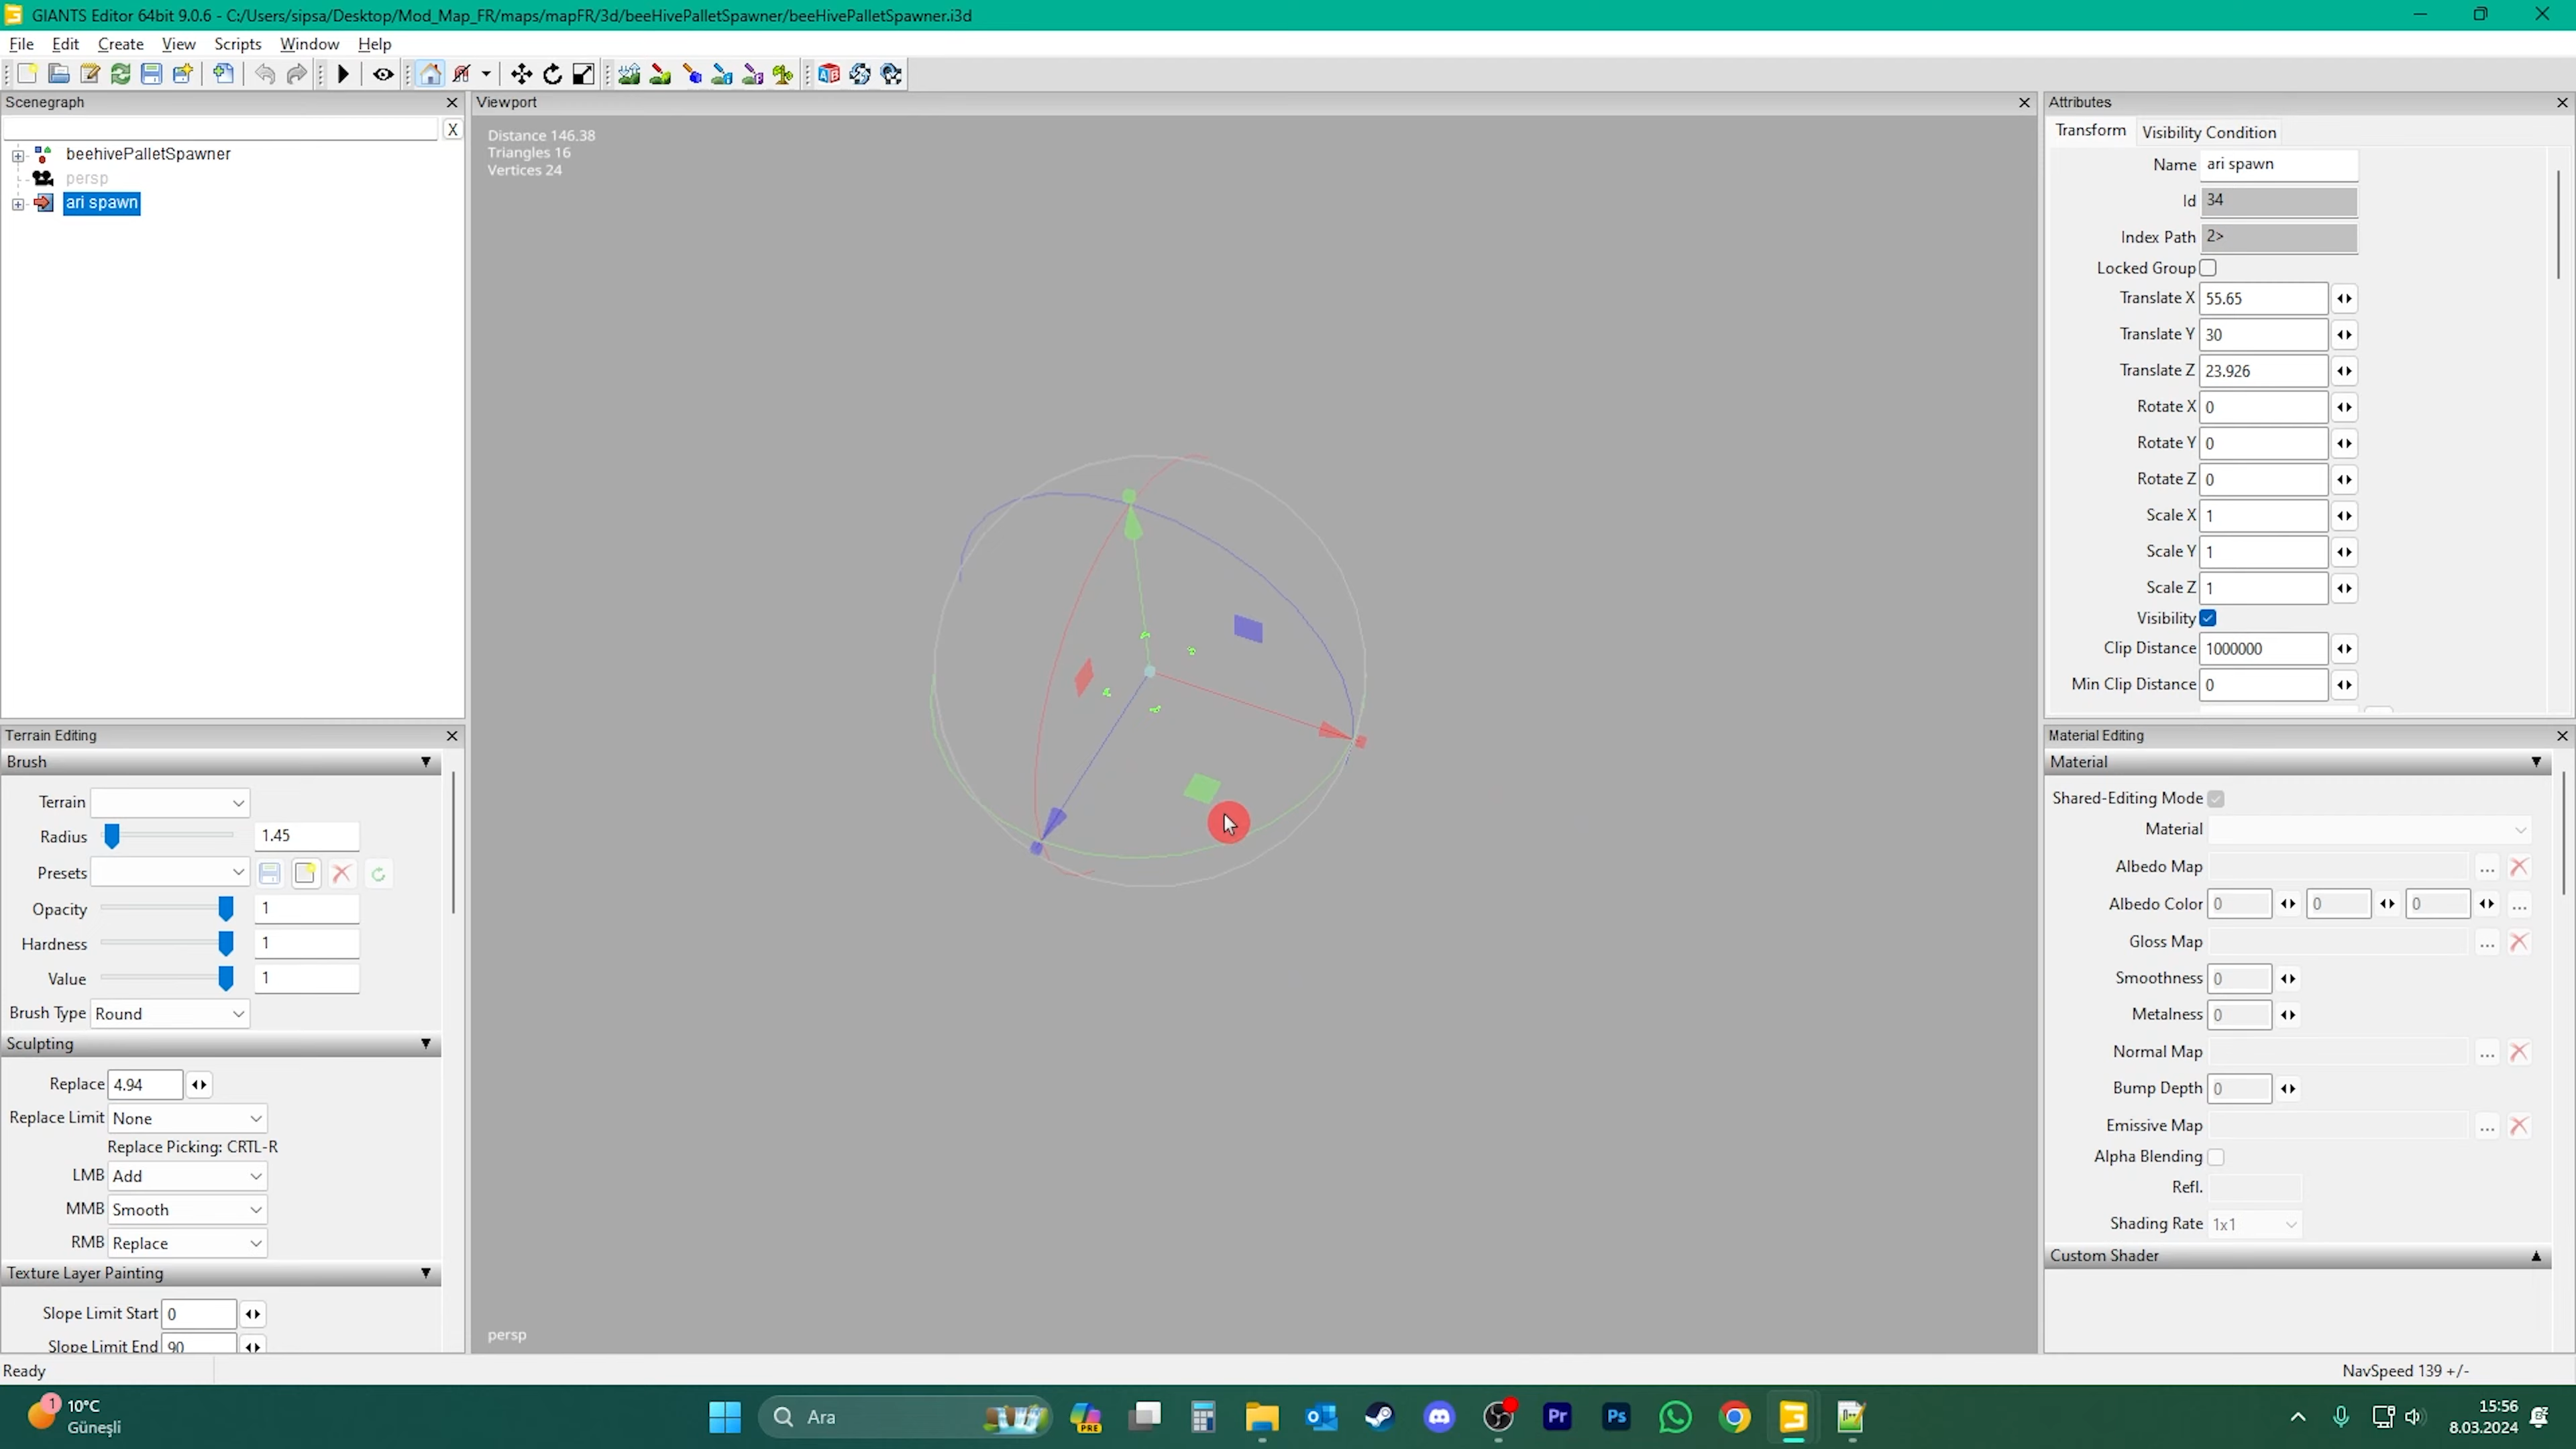 GIANTS Editor 64bit 9.0.6 - C:/Users/sipsa/Desktop/Mod_Map_FR/maps/mapFR/3d/beeHivePalletSpawner/beeHivePalletSpawner.i3d
File Edit Create View Scripts Window Help
Scenegraph
X
beehivePalletSpawner
persp
ari spawn
Viewport
Distance 146.38
Triangles 16
Vertices 24
persp
Attributes
Transform Visibility Condition
Name ari spawn
Id 34
Index Path 2>
Locked Group
Translate X 55.65
Translate Y 30
Translate Z 23.926
Rotate X 0
Rotate Y 0
Rotate Z 0
Scale X 1
Scale Y 1
Scale Z 1
Visibility
Clip Distance 1000000
Min Clip Distance 0
Terrain Editing
Brush
Terrain
Radius 1.45
Presets
Opacity 1
Hardness 1
Value 1
Brush Type Round
Sculpting
Replace 4.94
Replace Limit None
Replace Picking: CRTL-R
LMB Add
MMB Smooth
RMB Replace
Texture Layer Painting
Slope Limit Start 0
Slope Limit End 90
Material Editing
Material
Shared-Editing Mode
Material
Albedo Map ...
Albedo Color 0 0 0 ...
Gloss Map ...
Smoothness 0
Metalness 0
Normal Map ...
Bump Depth 0
Emissive Map ...
Alpha Blending
Refl.
Shading Rate 1x1
Custom Shader
Ready
NavSpeed 139 +/-
1
10°C
Güneşli
Ara
PRE
Pr
Ps
15:56
8.03.2024